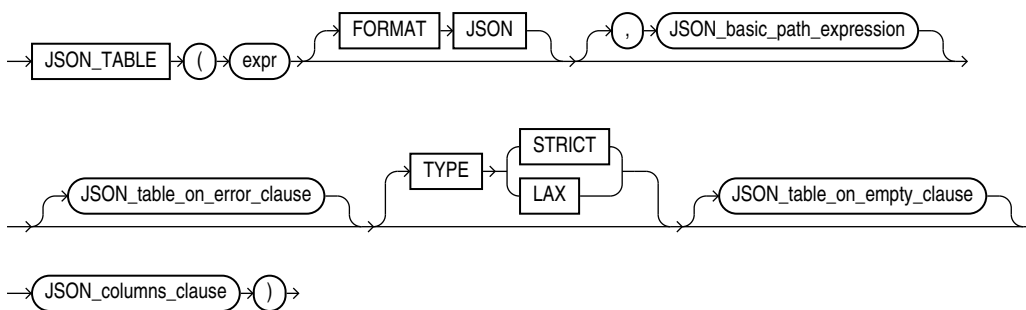 FORMAT JSON , JSON_basic_path_expression
JSON_TABLE ( expr
STRICT
TYPE
JSON_table_on_error_clause LAX JSON_table_on_empty_clause
JSON_columns_clause )